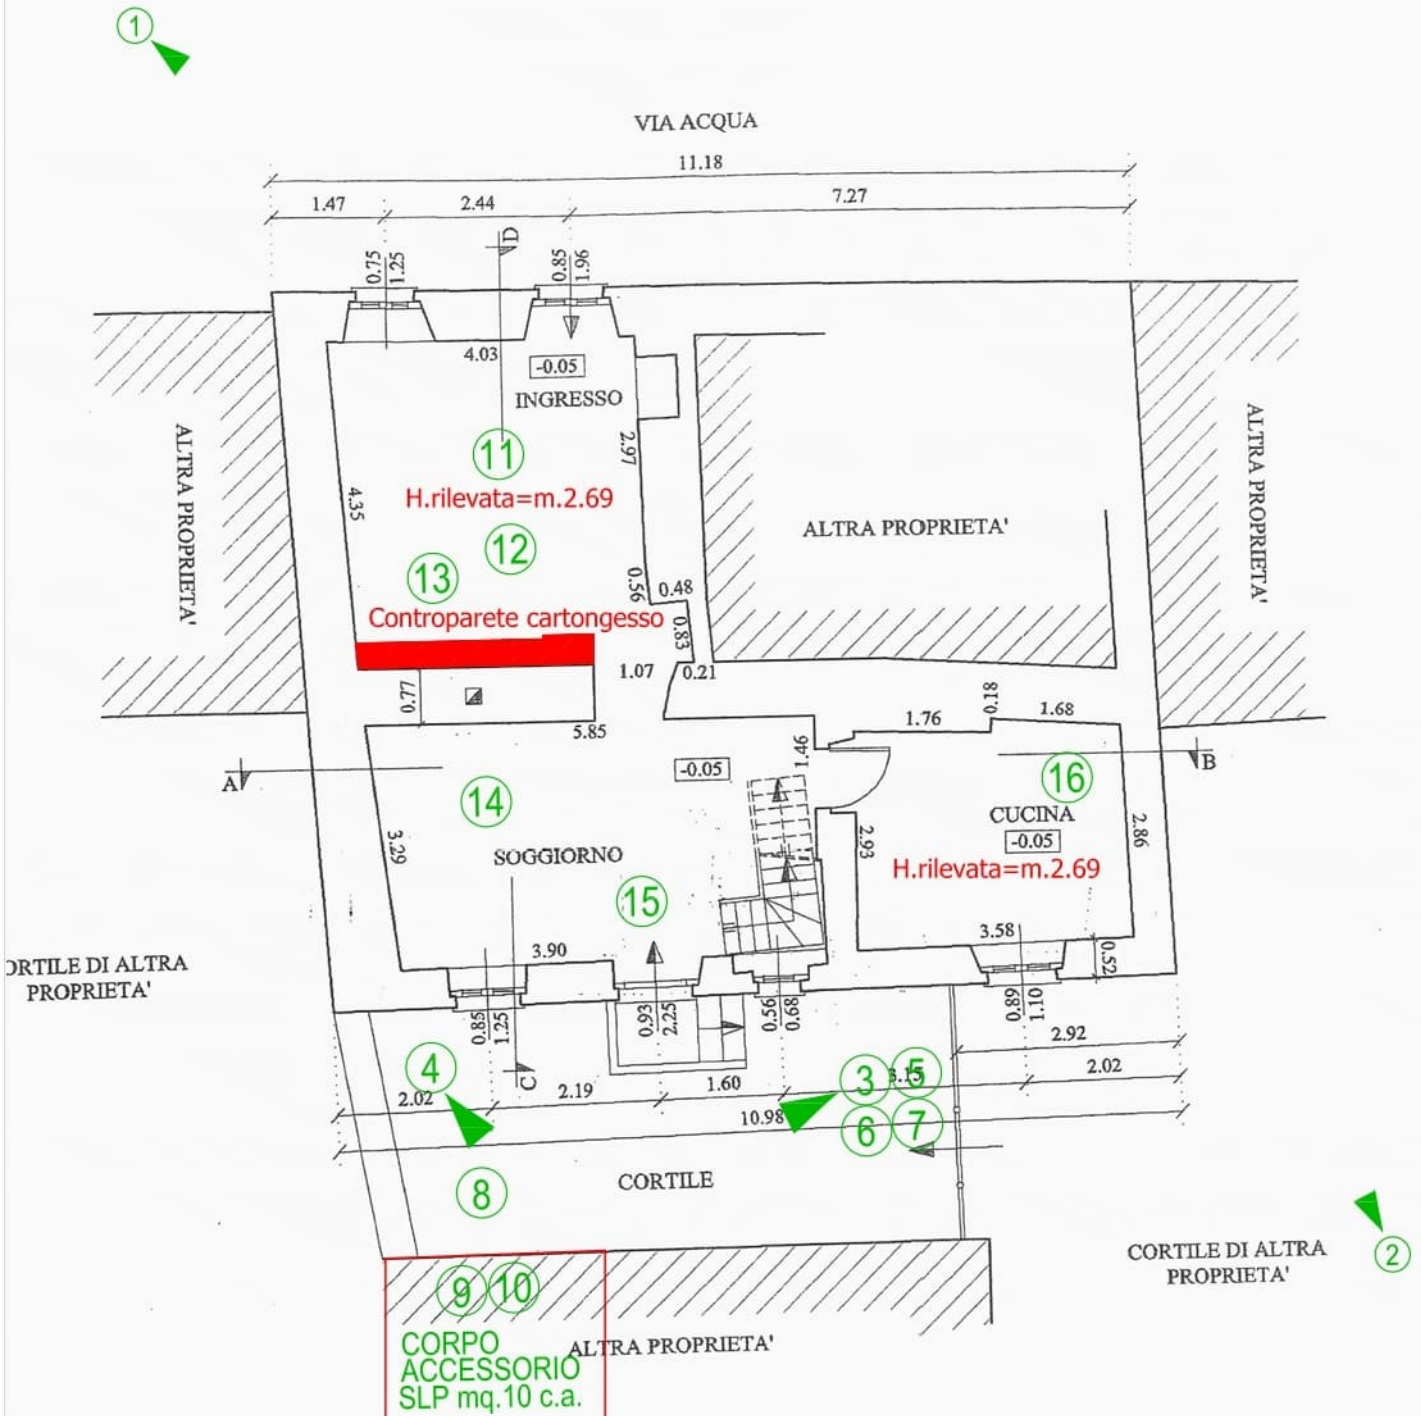 1
VIA ACQUA
11.18
1.47
2.44
7.27
D
0.75
1.25
0.85
1.96
4.03
-0.05
INGRESSO
ALTRA PROPRIETA'
ALTRA PROPRIETA'
2.97
11
H.rilevata=m.2.69
4.35
12
ALTRA PROPRIETA'
13
0.56
0.48
Controparete cartongesso
0.83
1.07
0.21
0.77
0.18
1.68
1.76
5.85
1.46
-0.05
A
B
14
16
CUCINA
-0.05
3.29
2.93
2.86
SOGGIORNO
H.rilevata=m.2.69
15
3.58
3.90
0.52
ORTILE DI ALTRA
PROPRIETA'
0.85
1.25
0.93
2.25
0.56
0.68
0.89
1.10
2.92
4
C
3
5
3.15
2.02
2.19
1.60
2.02
10.98
6
7
CORTILE
8
2
CORTILE DI ALTRA
PROPRIETA'
9
10
CORPO
ACCESSORIO
SLP mq.10 c.a.
ALTRA PROPRIETA'